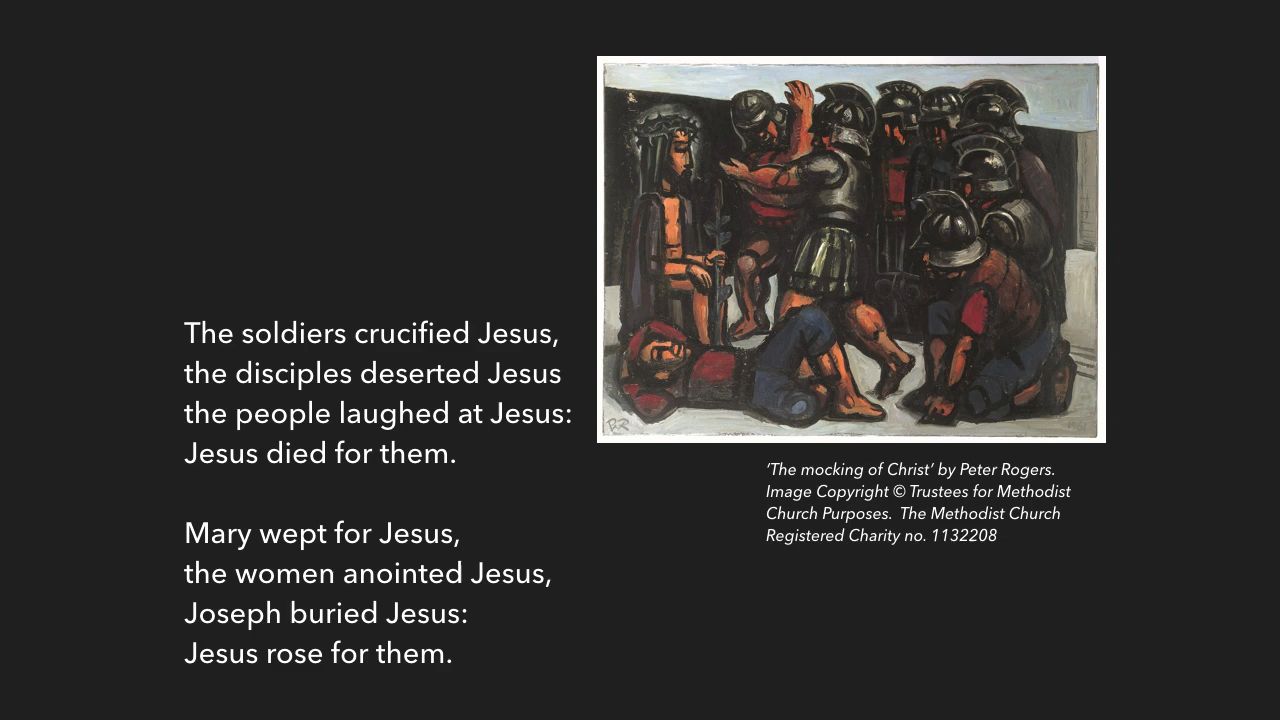 The soldiers crucified Jesus,
the disciples deserted Jesus
the people laughed at Jesus:
Jesus died for them.
Mary wept for Jesus,
the women anointed Jesus,
Joseph buried Jesus:
Jesus rose for them.
‘The mocking of Christ’ by Peter Rogers.
Image Copyright © Trustees for Methodist
Church Purposes.  The Methodist Church
Registered Charity no. 1132208